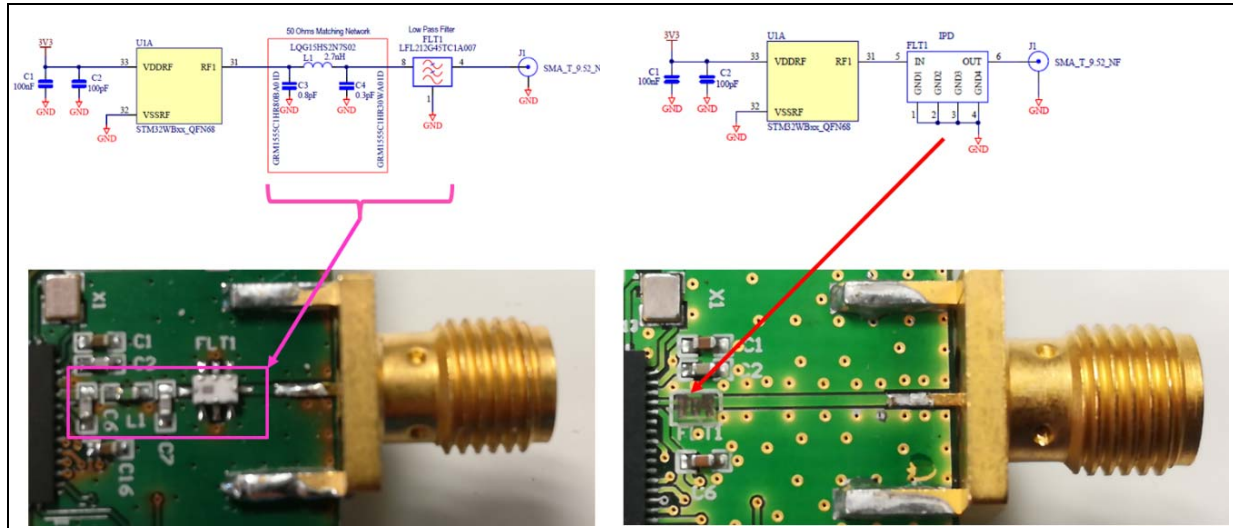 3V3
C1
100nF
GND
C2
100pF
GND
U1A
33
VDDRF
RF1
31
32
VSSRF
GND
STM32WBxx_QFN68
50 Ohms Matching Network
LQG15HS2N7S02
L1
2.7nH
C3
0.8pF
C4
0.3pF
GRM1555C1HR80BA01D
GRM1555C1HR30WA01D
GND
GND
Low Pass Filter
FLT1
LFL212G45TC1A007
8
4
1
GND
J1
SMA_T_9.52_N
GND
3V3
C1
100nF
GND
C2
100pF
GND
U1A
33
VDDRF
RF1
31
32
VSSRF
GND
STM32WBxx_QFN68
IPD
FLT1
5
IN
OUT
6
GND1
GND2
GND3
GND4
1
2
3
4
GND
J1
SMA_T_9.52_NF
GND
X1
C1
C2
FLT1
C6
L1
C7
C16
X1
C1
C2
FLT1
C6